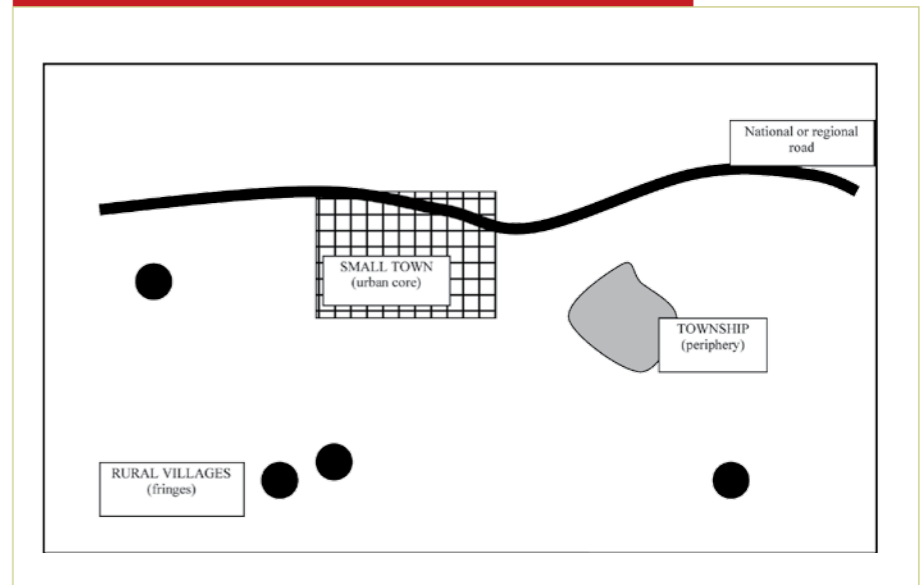 National or regional
road
SMALL TOWN
(urban core)
TOWNSHIP
(periphery)
RURAL VILLAGES
(fringes)